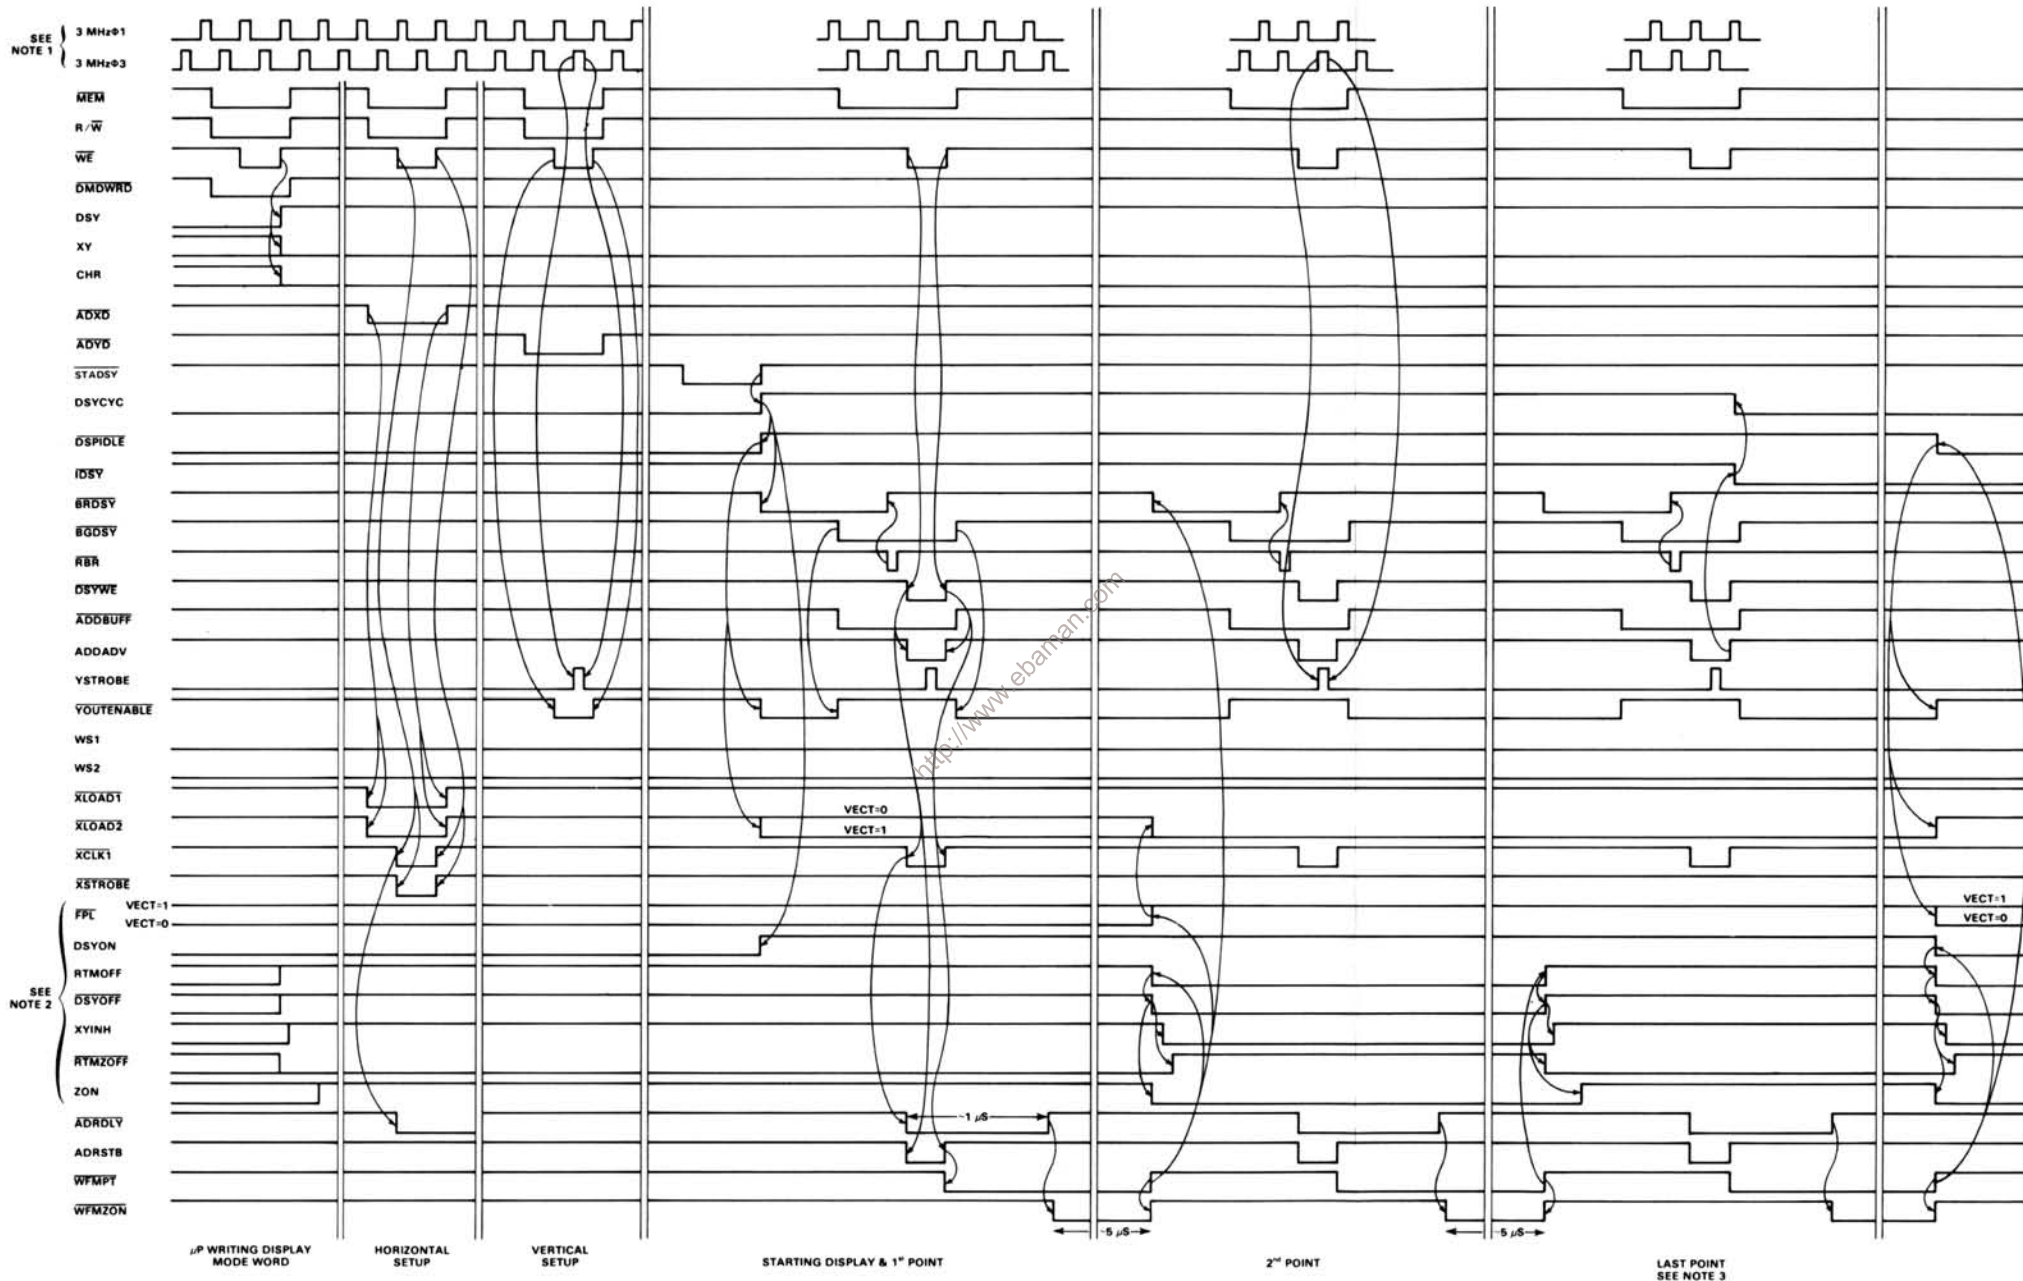 SEE
NOTE 1
3 MHzΦ1
3 MHzΦ3
MEM
R/W
WE
DMDWRD
DSY
XY
CHR
ADXD
ADYD
STADSY
DSYCYC
DSPIDLE
IDSY
BRDSY
BGDSY
RBR
DSYWE
ADDBUFF
ADDADV
YSTROBE
YOUTENABLE
WS1
WS2
XLOAD1
XLOAD2
VECT=0
VECT=1
XCLK1
XSTROBE
FPL
VECT=1
VECT=0
VECT=1
VECT=0
DSYON
RTMOFF
SEE
NOTE 2
DSYOFF
XYINH
RTMZOFF
ZON
ADRDLY
~1 μS
ADRSTB
WFMPT
WFMZON
5 μS
5 μS
http://www.ebaman.com
μP WRITING DISPLAY
MODE WORD
HORIZONTAL
SETUP
VERTICAL
SETUP
STARTING DISPLAY & 1st POINT
2nd POINT
LAST POINT
SEE NOTE 3